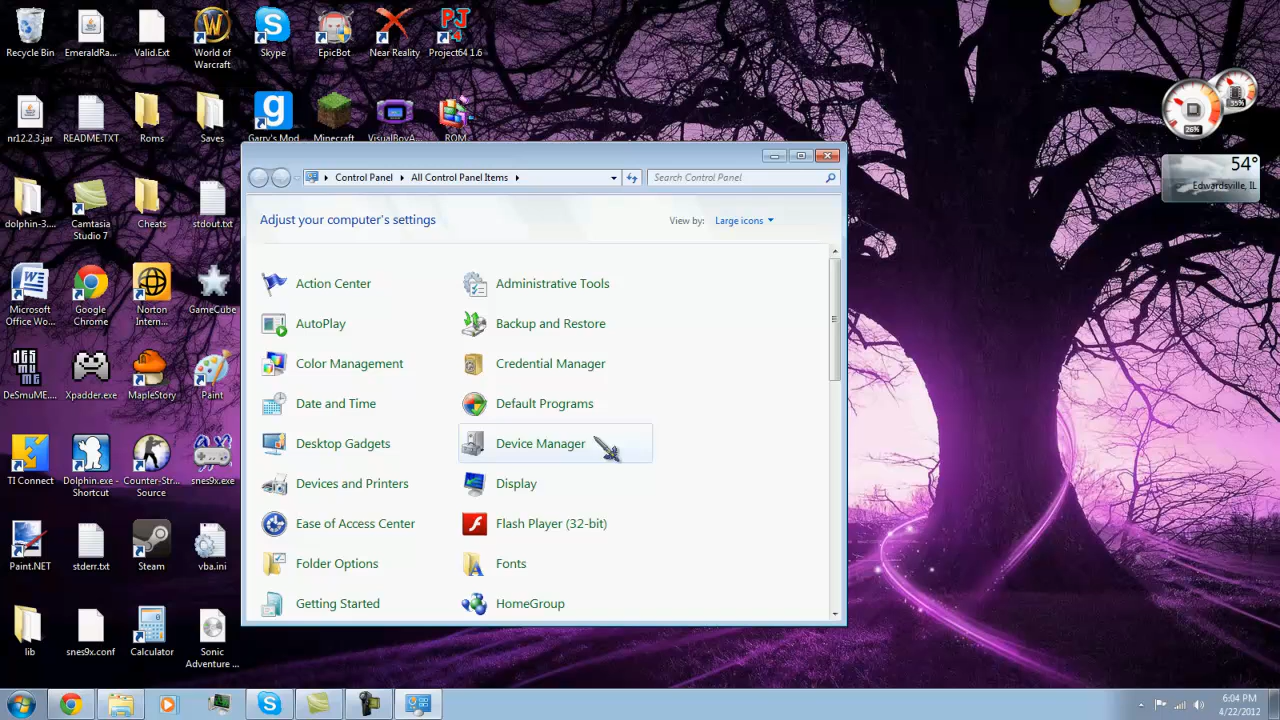 Recycle Bin
EmeraldRa...
Valid.Ext
World of
Warcraft
Skype
EpicBot
Near Reality
Project64 1.6
nr12.2.3.jar
README.TXT
Roms
Saves
Garry's Mod
Minecraft
VisualBoyA...
ROM
26%
35%
54°
Edwardsville, IL
Control Panel
All Control Panel Items
Search Control Panel
Adjust your computer's settings
View by:
Large icons
Action Center
Administrative Tools
AutoPlay
Backup and Restore
Color Management
Credential Manager
Date and Time
Default Programs
Desktop Gadgets
Device Manager
Devices and Printers
Display
Ease of Access Center
Flash Player (32-bit)
Folder Options
Fonts
Getting Started
HomeGroup
dolphin-3....
Camtasia
Studio 7
Cheats
stdout.txt
Microsoft
Office Wo...
Google
Chrome
Norton
Intern...
GameCube
DeSmuME....
Xpadder.exe
MapleStory
Paint
TI Connect
Dolphin.exe -
Shortcut
Counter-Str...
Source
snes9x.exe
Paint.NET
stderr.txt
Steam
vba.ini
lib
snes9x.conf
Calculator
Sonic
Adventure ...
6:04 PM
4/22/2012